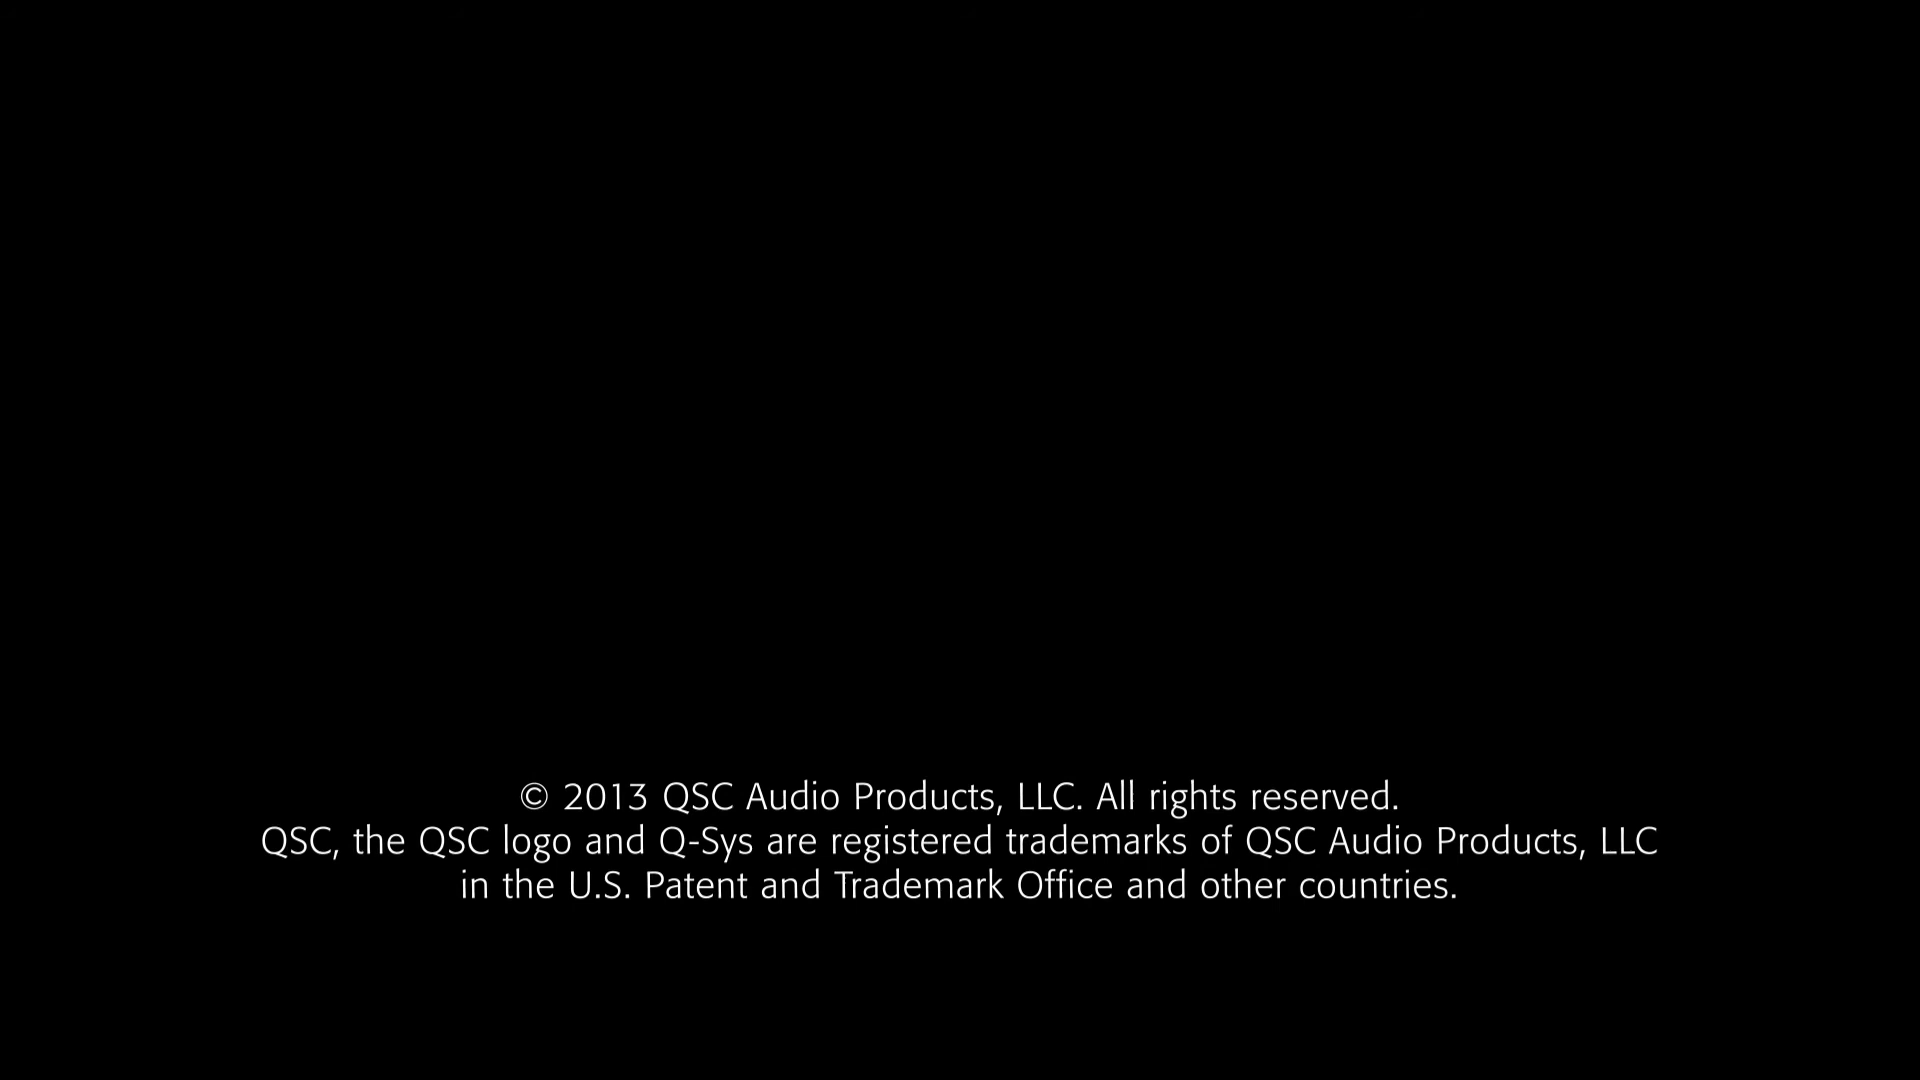 © 2013 QSC Audio Products, LLC. All rights reserved.
QSC, the QSC logo and Q-Sys are registered trademarks of QSC Audio Products, LLC
in the U.S. Patent and Trademark Office and other countries.